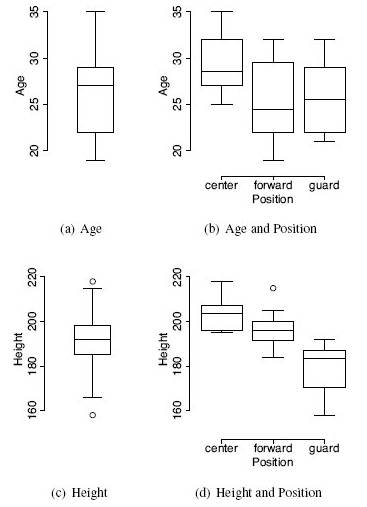 35
30
25
20
Age
(a) Age
35
30
25
20
Age
center forward guard
Position
(b) Age and Position
220
200
180
160
Height
(c) Height
220
200
180
160
Height
center forward guard
Position
(d) Height and Position